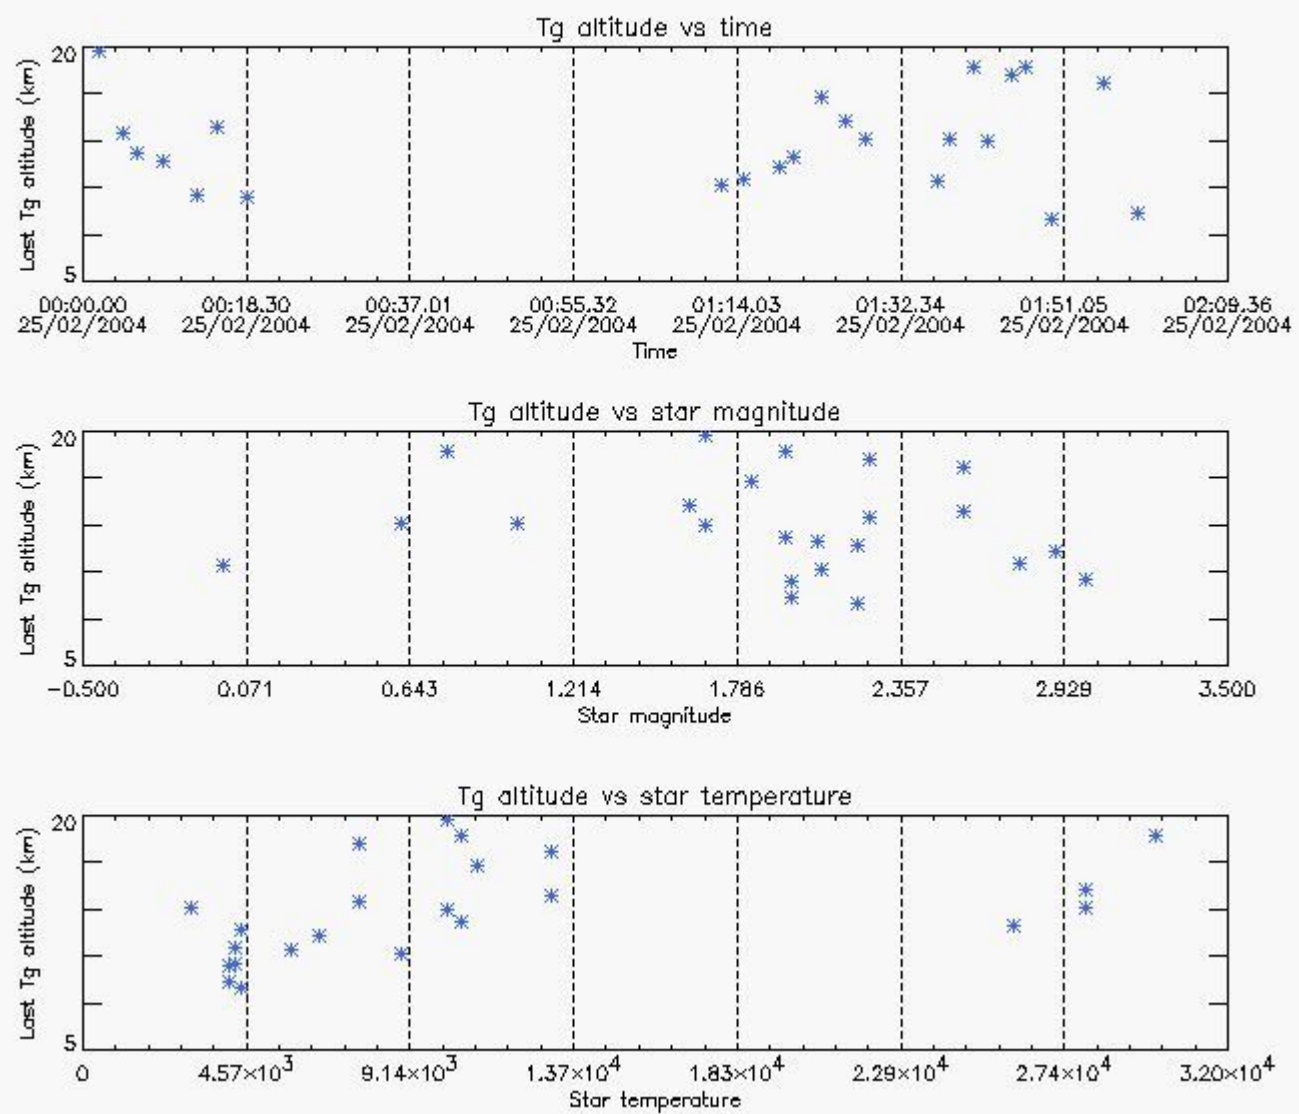 Tg altitude vs time
Last Tg altitude (km)
20
5
00:00.00 00:18.30 00:37.01 00:55.32 01:14.03 01:32.34 01:51.05 02:09.36
25/02/2004 25/02/2004 25/02/2004 25/02/2004 25/02/2004 25/02/2004 25/02/2004 25/02/2004
Time
Tg altitude vs star magnitude
Last Tg altitude (km)
20
5
-0.500 0.071 0.643 1.214 1.786 2.357 2.929 3.500
Star magnitude
Tg altitude vs star temperature
Last Tg altitude (km)
20
5
0 4.57×10³ 9.14×10³ 1.37×10⁴ 1.83×10⁴ 2.29×10⁴ 2.74×10⁴ 3.20×10⁴
Star temperature